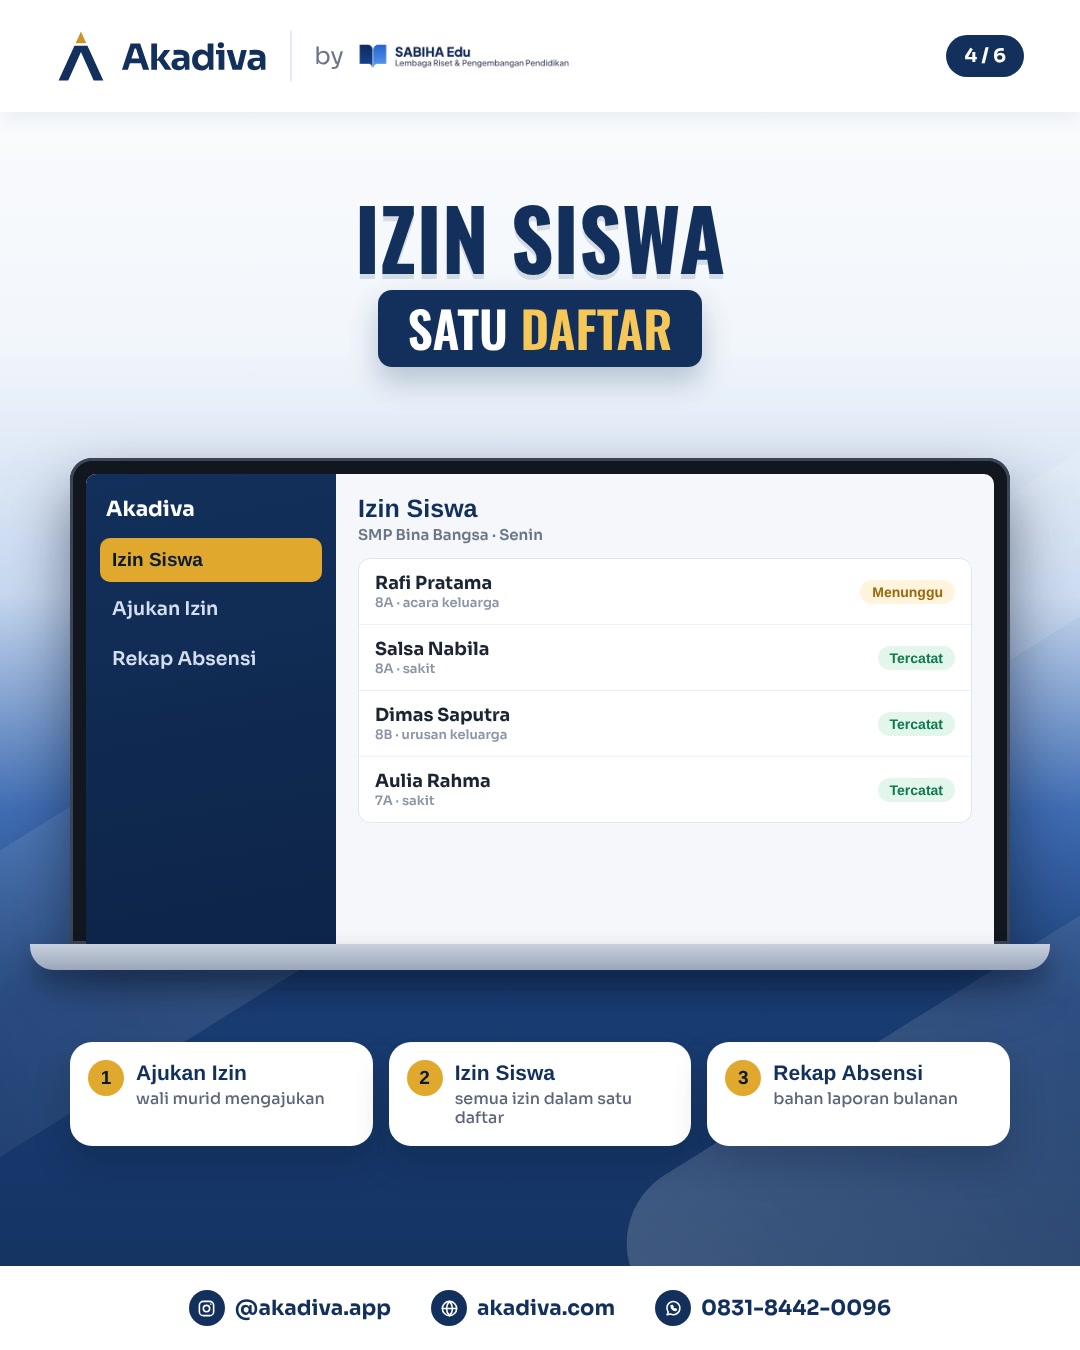 Akadiva
by
SABIHA Edu
Lembaga Riset & Pengembangan Pendidikan
4 / 6
IZIN SISWA
SATU DAFTAR
Akadiva
Izin Siswa
Ajukan Izin
Rekap Absensi
Izin Siswa
SMP Bina Bangsa · Senin
Rafi Pratama
8A · acara keluarga
Menunggu
Salsa Nabila
8A · sakit
Tercatat
Dimas Saputra
8B · urusan keluarga
Tercatat
Aulia Rahma
7A · sakit
Tercatat
1
Ajukan Izin
wali murid mengajukan
2
Izin Siswa
semua izin dalam satu
daftar
3
Rekap Absensi
bahan laporan bulanan
@akadiva.app
akadiva.com
0831-8442-0096